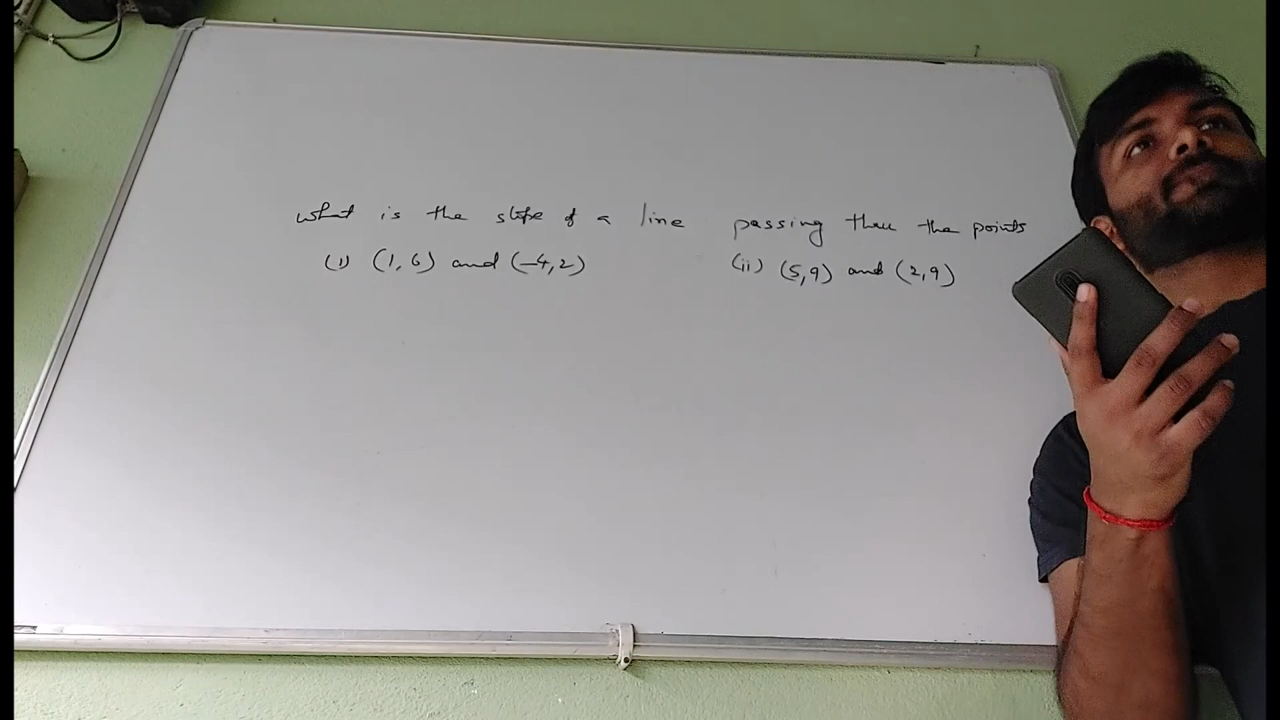 what is the slope of a line passing thru the points
(i) (1, 6) and (-4, 2) (ii) (5, 9) and (2, 9)